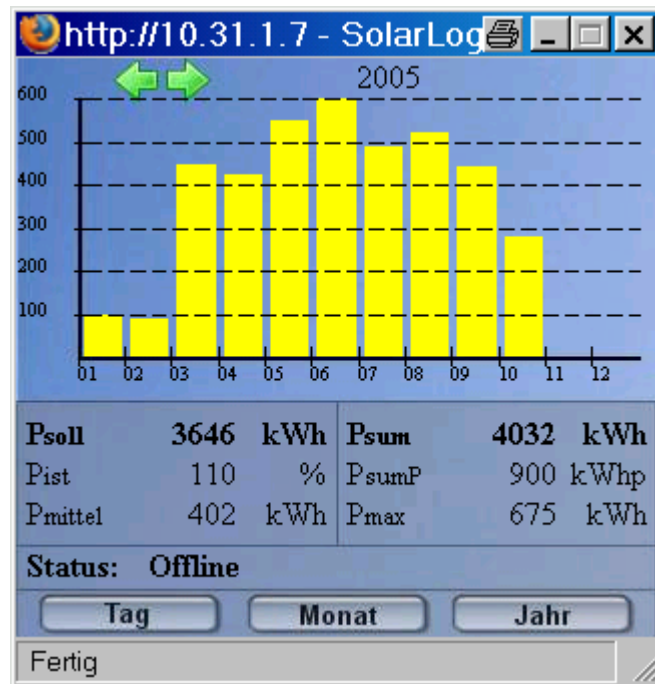 http://10.31.1.7 - SolarLog
2005
600
500
400
300
200
100
01 02 03 04 05 06 07 08 09 10 11 12
Psoll 3646 kWh Psum 4032 kWh
Pist 110 % PsumP 900 kWhp
Pmittel 402 kWh Pmax 675 kWh
Status: Offline
Tag Monat Jahr
Fertig